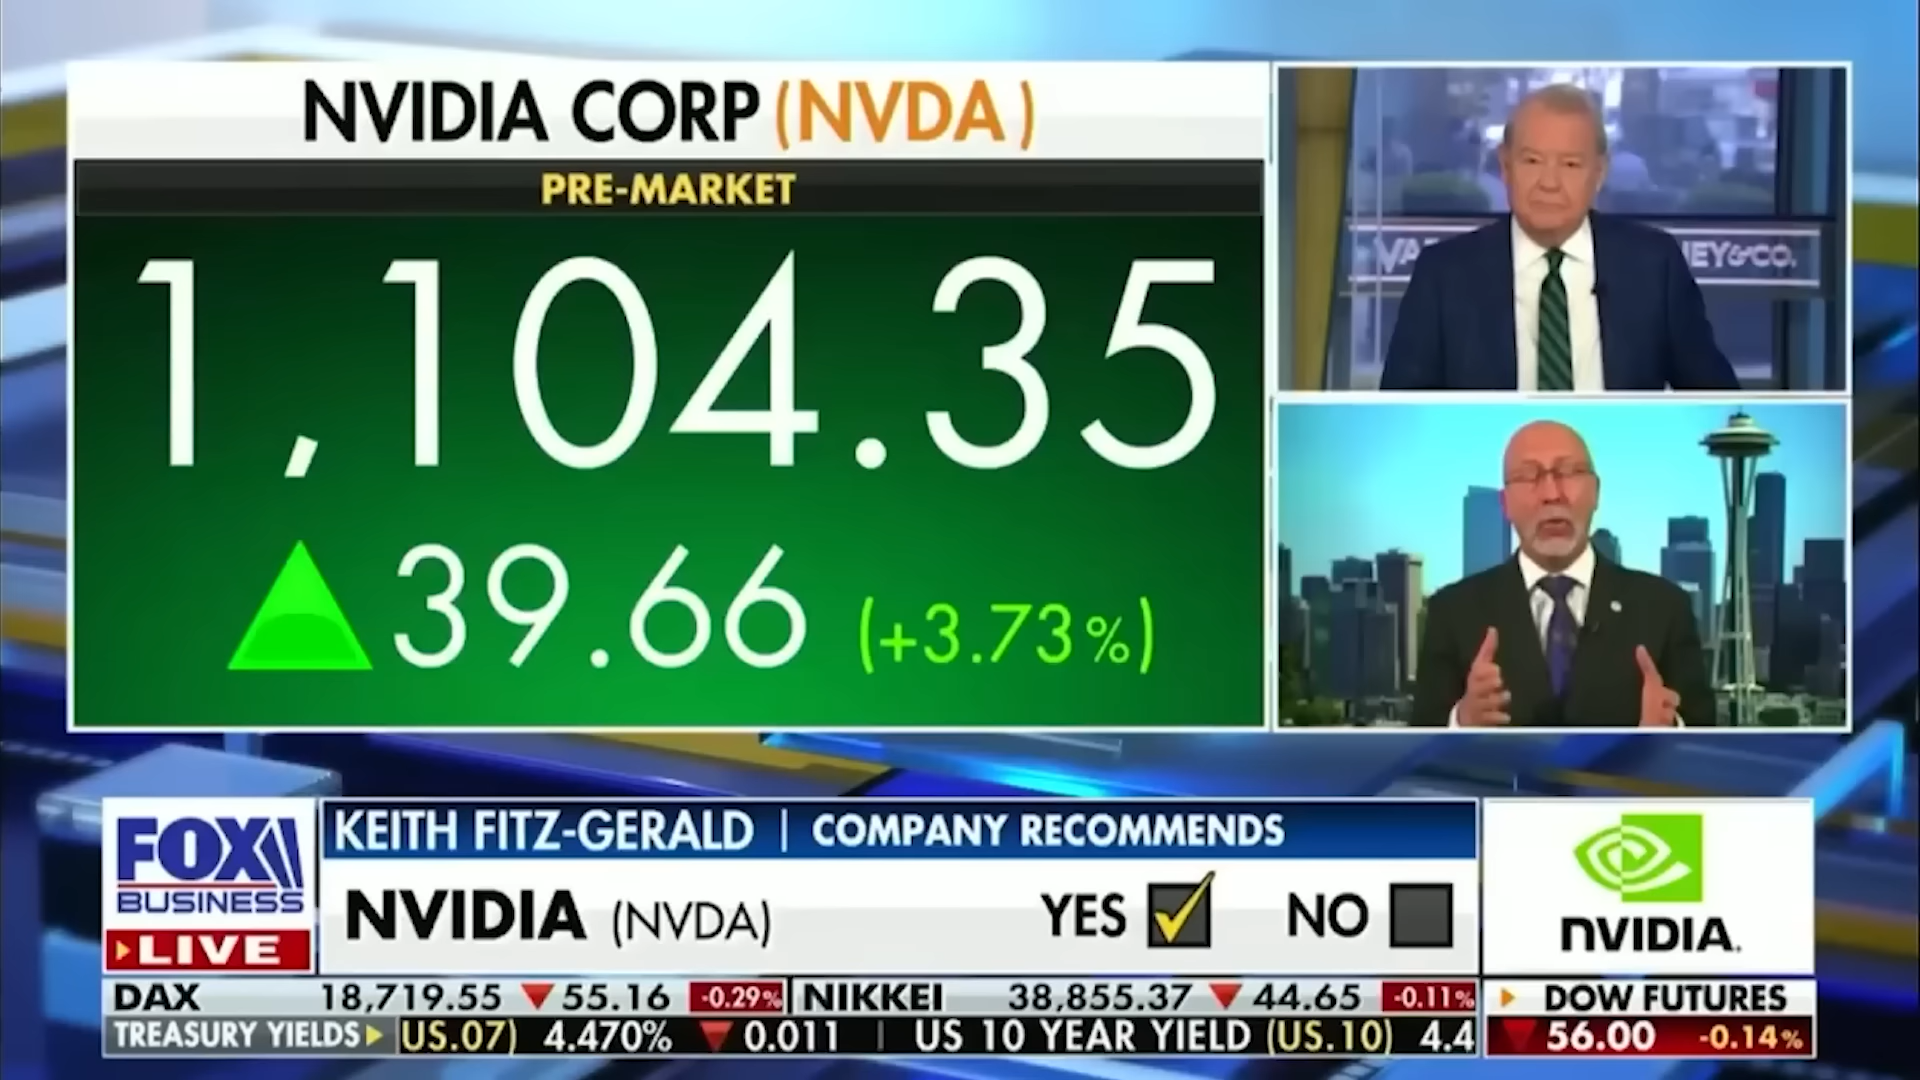 NVIDIA CORP (NVDA)
PRE-MARKET
1,104.35
39.66 (+3.73%)
NEY&CO.
KEITH FITZ-GERALD | COMPANY RECOMMENDS
NVIDIA (NVDA) YES NO
FOX
BUSINESS
LIVE
NVIDIA.
DAX 18,719.55 55.16 -0.29% NIKKEI 38,855.37 44.65 -0.11%
DOW FUTURES
TREASURY YIELDS US.07) 4.470% 0.011 | US 10 YEAR YIELD (US.10) 4.4
56.00 -0.14%